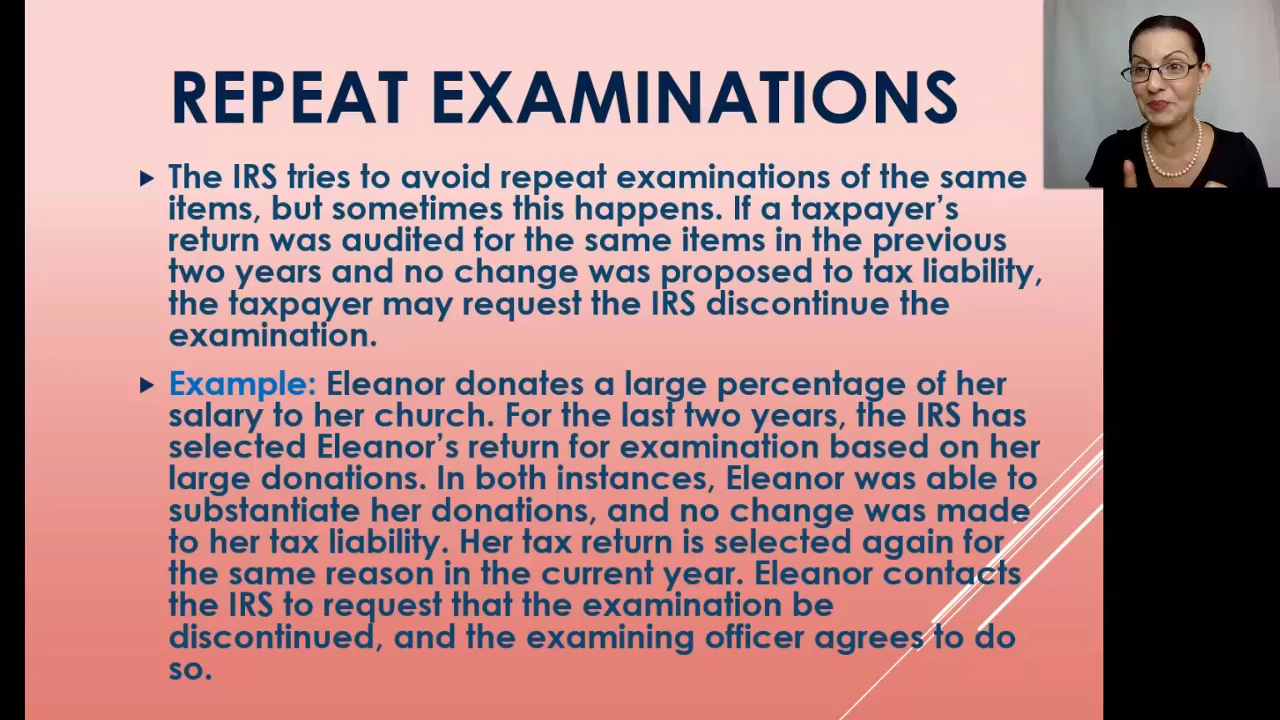 REPEAT EXAMINATIONS
The IRS tries to avoid repeat examinations of the same
items, but sometimes this happens. If a taxpayer’s
return was audited for the same items in the previous
two years and no change was proposed to tax liability,
the taxpayer may request the IRS discontinue the
examination.
Example: Eleanor donates a large percentage of her
salary to her church. For the last two years, the IRS has
selected Eleanor’s return for examination based on her
large donations. In both instances, Eleanor was able to
substantiate her donations, and no change was made
to her tax liability. Her tax return is selected again for
the same reason in the current year. Eleanor contacts
the IRS to request that the examination be
discontinued, and the examining officer agrees to do
so.